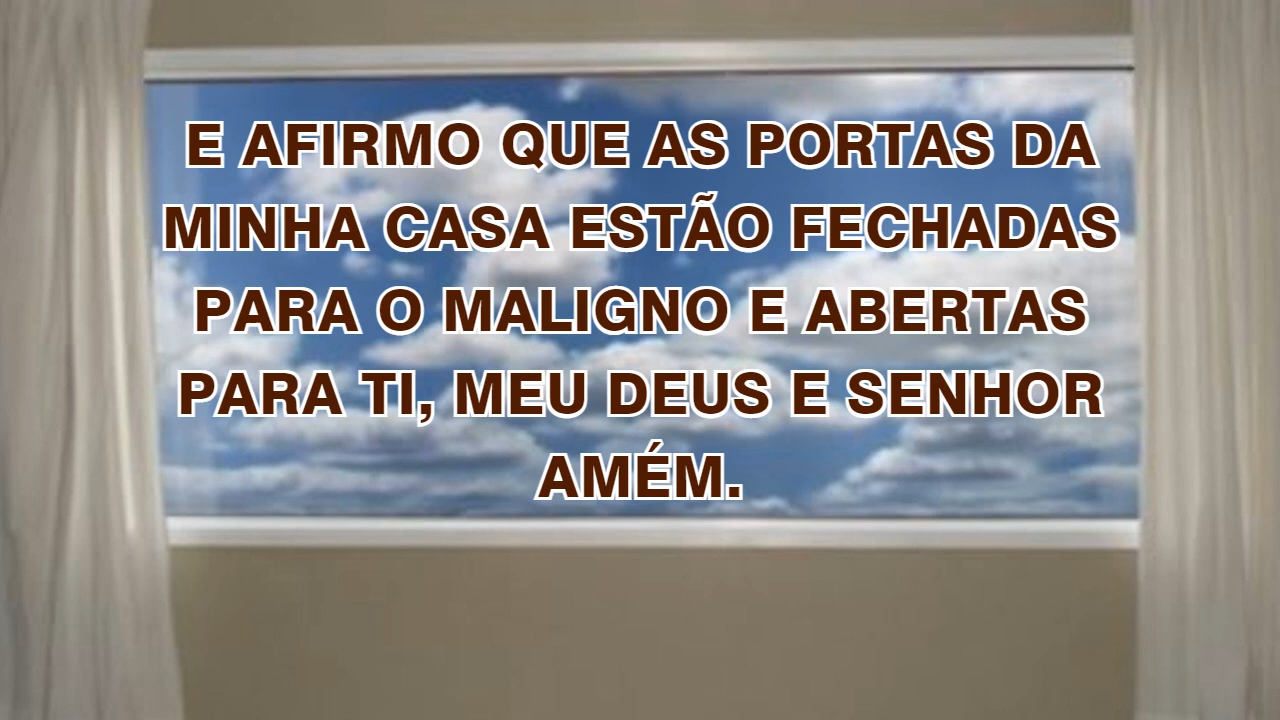 E AFIRMO QUE AS PORTAS DA
MINHA CASA ESTÃO FECHADAS
PARA O MALIGNO E ABERTAS
PARA TI, MEU DEUS E SENHOR
AMÉM.